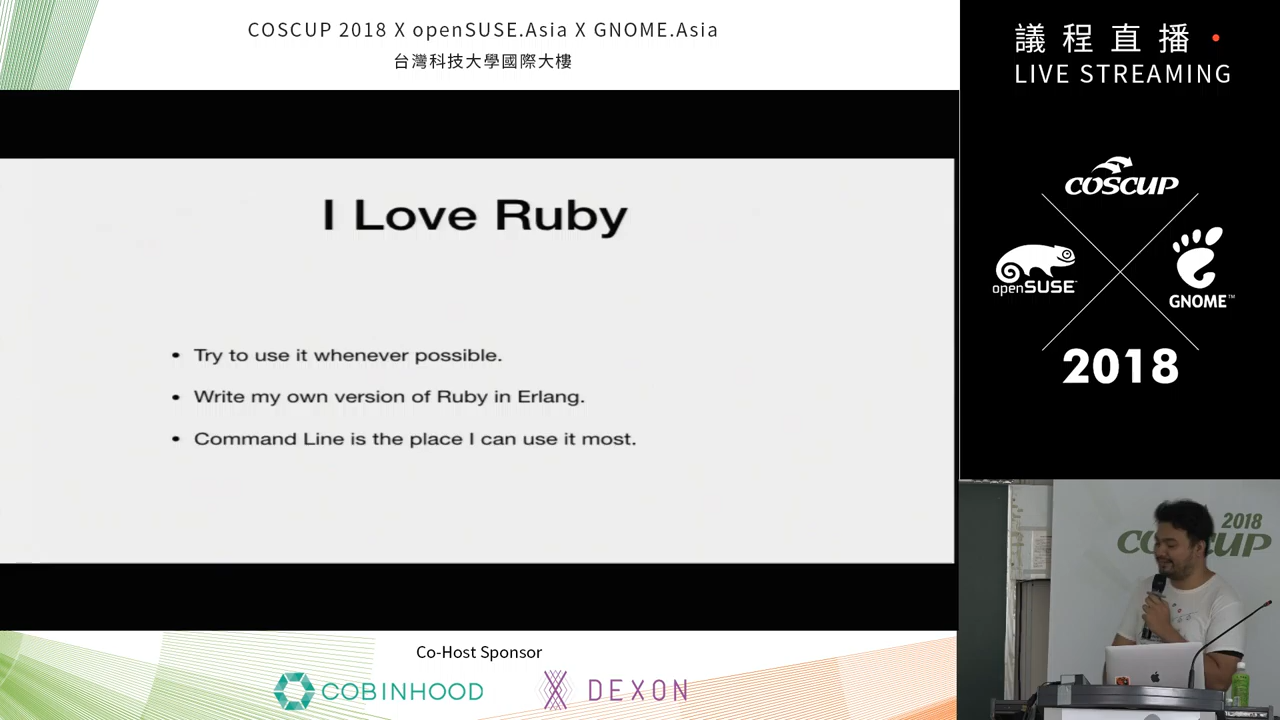 COSCUP 2018 X openSUSE.Asia X GNOME.Asia
台灣科技大學國際大樓
議程直播
LIVE STREAMING
COSCUP
openSUSE
GNOME™
2018
I Love Ruby
• Try to use it whenever possible.
• Write my own version of Ruby in Erlang.
• Command Line is the place I can use it most.
2018
COSCUP
Co-Host Sponsor
COBINHOOD
DEXON